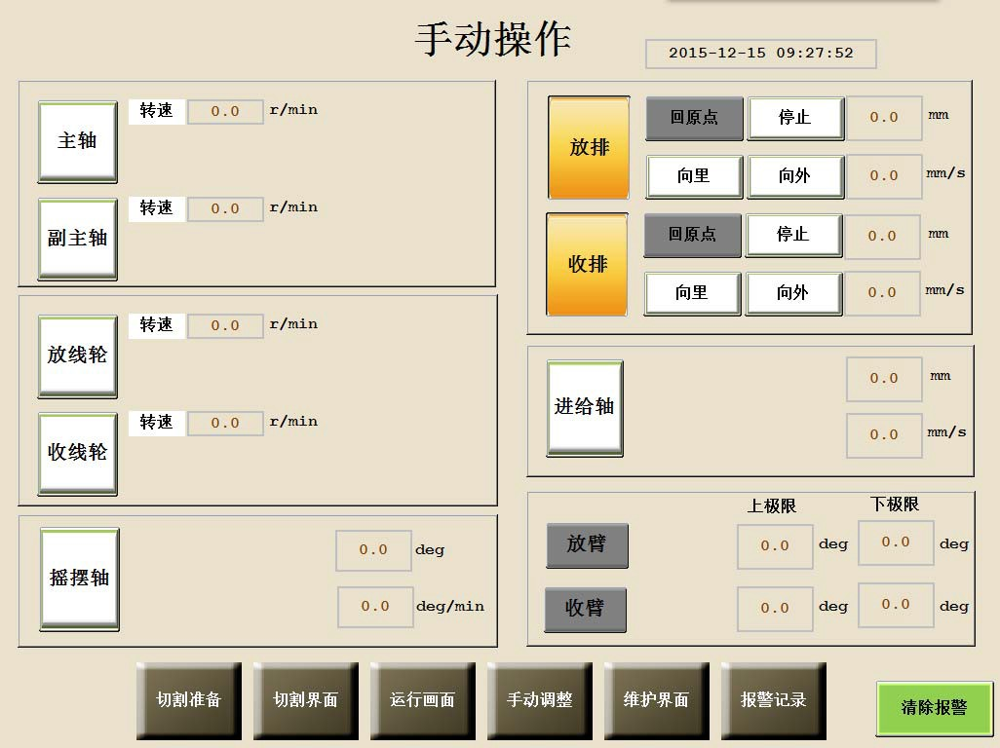 手动操作
2015-12-15 09:27:52
主轴
转速 0.0 r/min
副主轴
转速 0.0 r/min
放线轮
转速 0.0 r/min
收线轮
转速 0.0 r/min
摇摆轴
0.0 deg
0.0 deg/min
放排
回原点 停止 0.0 mm
向里 向外 0.0 mm/s
收排
回原点 停止 0.0 mm
向里 向外 0.0 mm/s
进给轴
0.0 mm
0.0 mm/s
上极限 下极限
放臂 0.0 deg 0.0 deg
收臂 0.0 deg 0.0 deg
切割准备 切割界面 运行画面 手动调整 维护界面 报警记录 清除报警